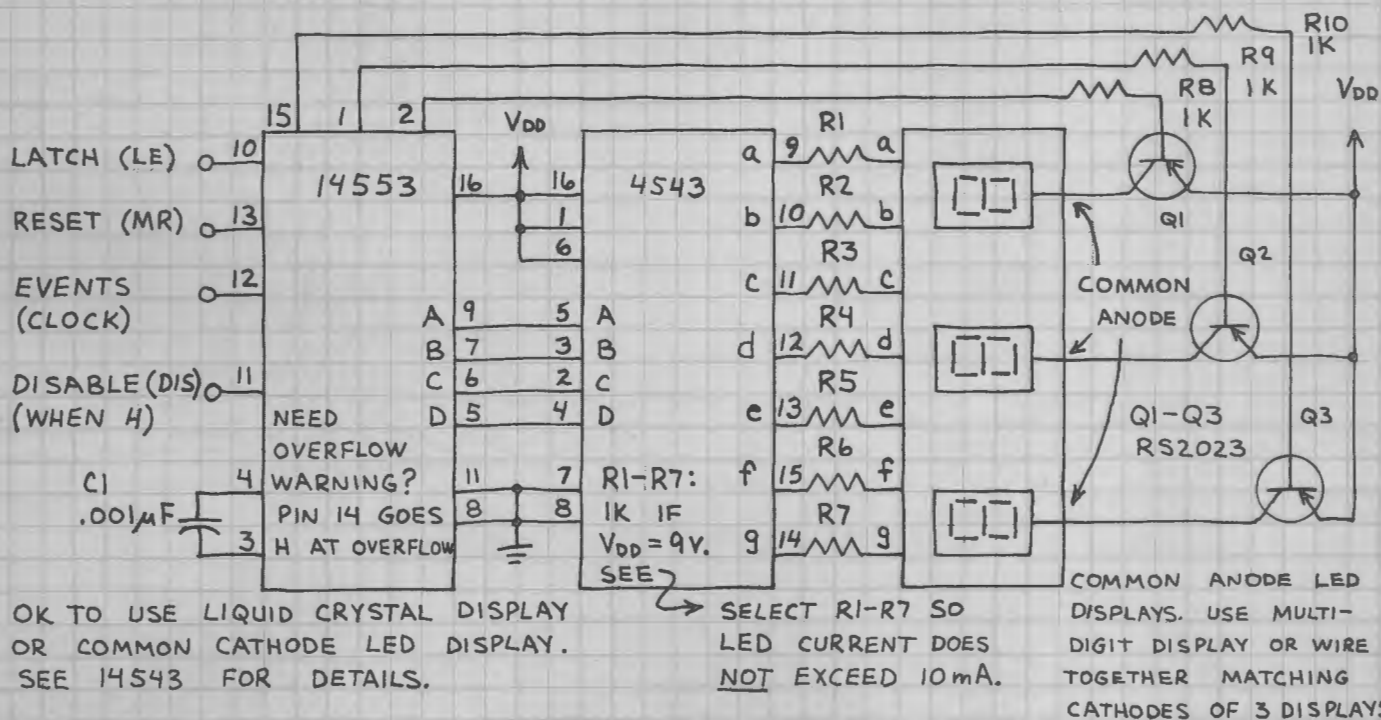 R10
1K
R9
1K
R8
1K
VDD
15 1 2
VDD
R1
LATCH (LE) 10
14553
16 16
4543
a 9 a
R2
RESET (MR) 13
1
b 10 b
Q1
6
R3
Q2
EVENTS 12
(CLOCK)
c 11 c
COMMON
ANODE
A 9 5 A
R4
B 7 3 B
d 12 d
DISABLE (DIS) 11
(WHEN H)
C 6 2 C
R5
D 5 4 D
e 13 e
Q1-Q3
RS2023
Q3
NEED
OVERFLOW
WARNING?
PIN 14 GOES
H AT OVERFLOW
R6
C1
.001µF
4
3
11 7
8 8
R1-R7:
1K IF
VDD = 9V.
SEE
f 15 f
R7
g 14 g
OK TO USE LIQUID CRYSTAL DISPLAY
OR COMMON CATHODE LED DISPLAY.
SEE 14543 FOR DETAILS.
SELECT R1-R7 SO
LED CURRENT DOES
NOT EXCEED 10mA.
COMMON ANODE LED
DISPLAYS. USE MULTI-
DIGIT DISPLAY OR WIRE
TOGETHER MATCHING
CATHODES OF 3 DISPLAYS